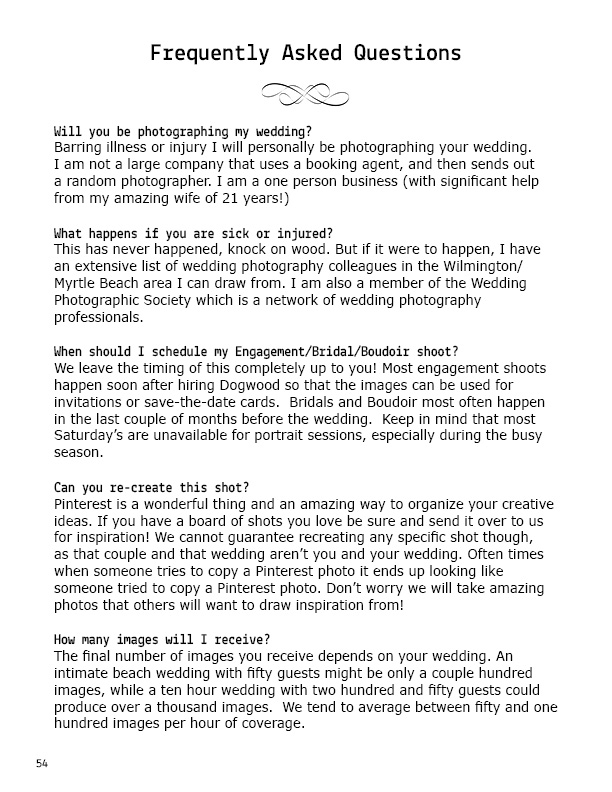 Frequently Asked Questions
Will you be photographing my wedding?
Barring illness or injury I will personally be photographing your wedding.
I am not a large company that uses a booking agent, and then sends out
a random photographer. I am a one person business (with significant help
from my amazing wife of 21 years!)
What happens if you are sick or injured?
This has never happened, knock on wood. But if it were to happen, I have
an extensive list of wedding photography colleagues in the Wilmington/
Myrtle Beach area I can draw from. I am also a member of the Wedding
Photographic Society which is a network of wedding photography
professionals.
When should I schedule my Engagement/Bridal/Boudoir shoot?
We leave the timing of this completely up to you! Most engagement shoots
happen soon after hiring Dogwood so that the images can be used for
invitations or save-the-date cards.  Bridals and Boudoir most often happen
in the last couple of months before the wedding.  Keep in mind that most
Saturday's are unavailable for portrait sessions, especially during the busy
season.
Can you re-create this shot?
Pinterest is a wonderful thing and an amazing way to organize your creative
ideas. If you have a board of shots you love be sure and send it over to us
for inspiration! We cannot guarantee recreating any specific shot though,
as that couple and that wedding aren't you and your wedding. Often times
when someone tries to copy a Pinterest photo it ends up looking like
someone tried to copy a Pinterest photo. Don't worry we will take amazing
photos that others will want to draw inspiration from!
How many images will I receive?
The final number of images you receive depends on your wedding. An
intimate beach wedding with fifty guests might be only a couple hundred
images, while a ten hour wedding with two hundred and fifty guests could
produce over a thousand images.  We tend to average between fifty and one
hundred images per hour of coverage.
54